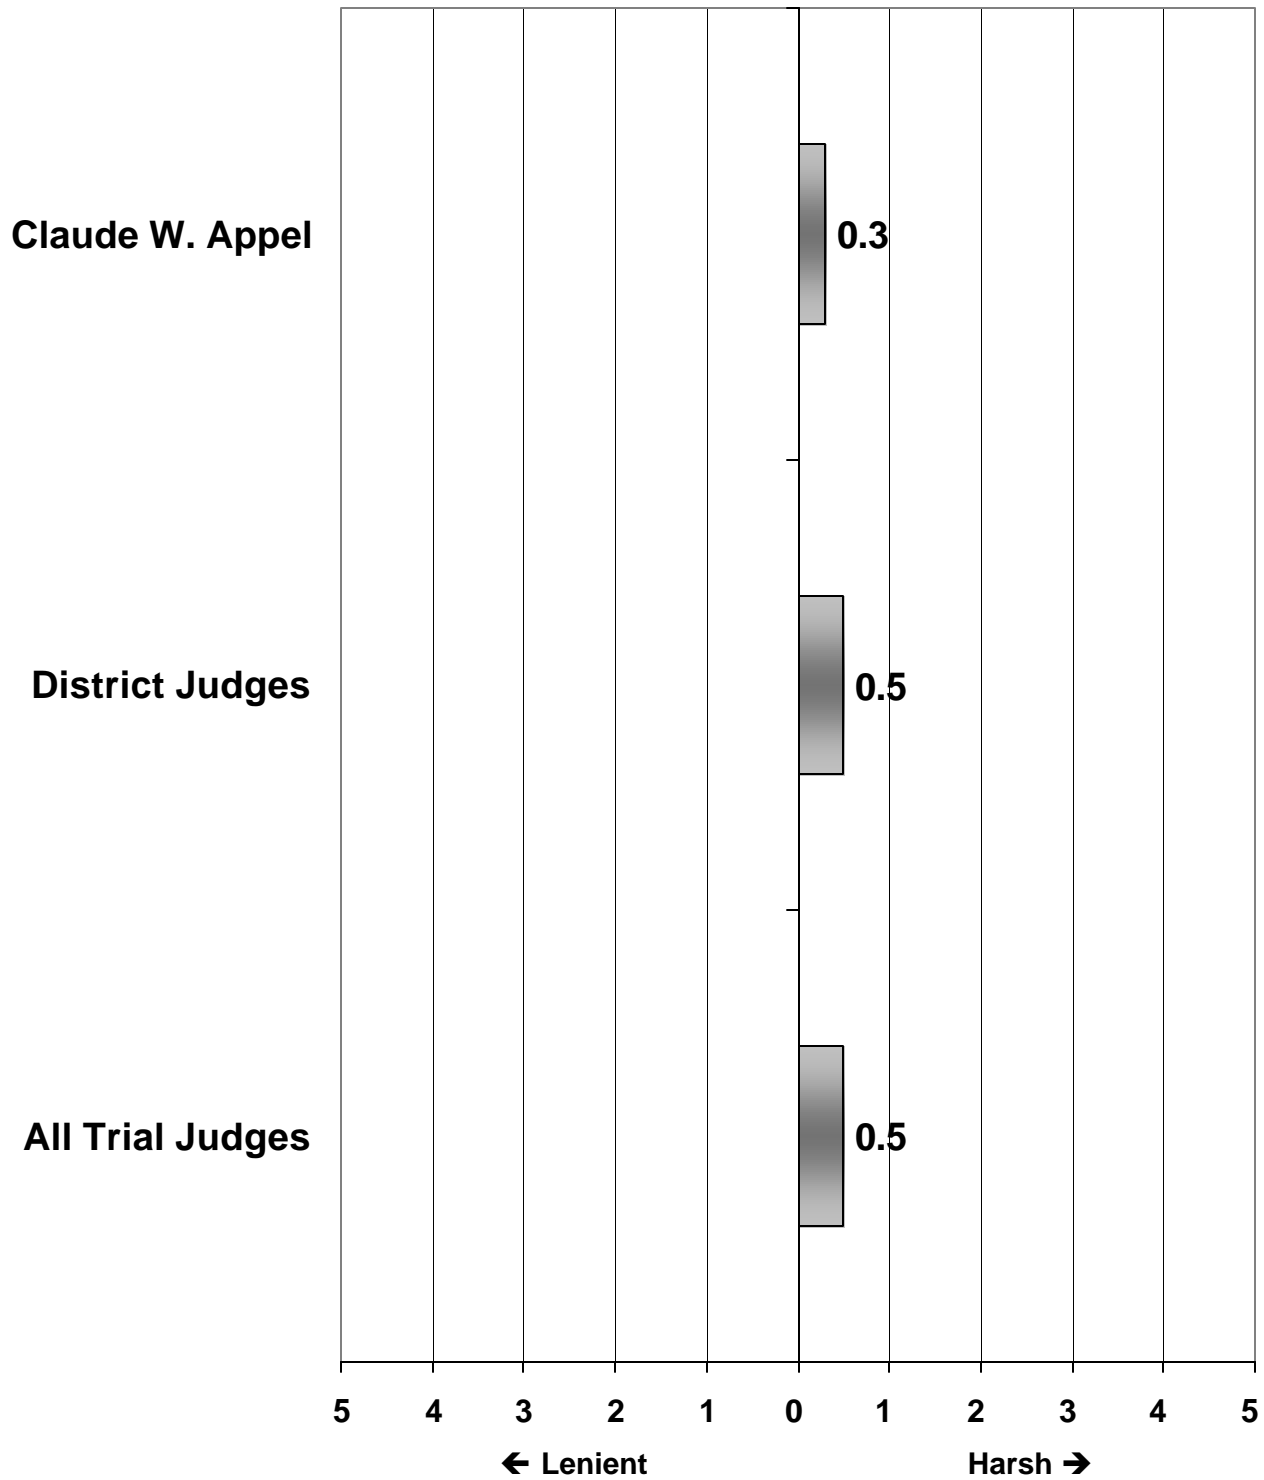 Claude W. Appel 0.3
District Judges 0.5
All Trial Judges 0.5
5 4 3 2 1 0 1 2 3 4 5
← Lenient Harsh →